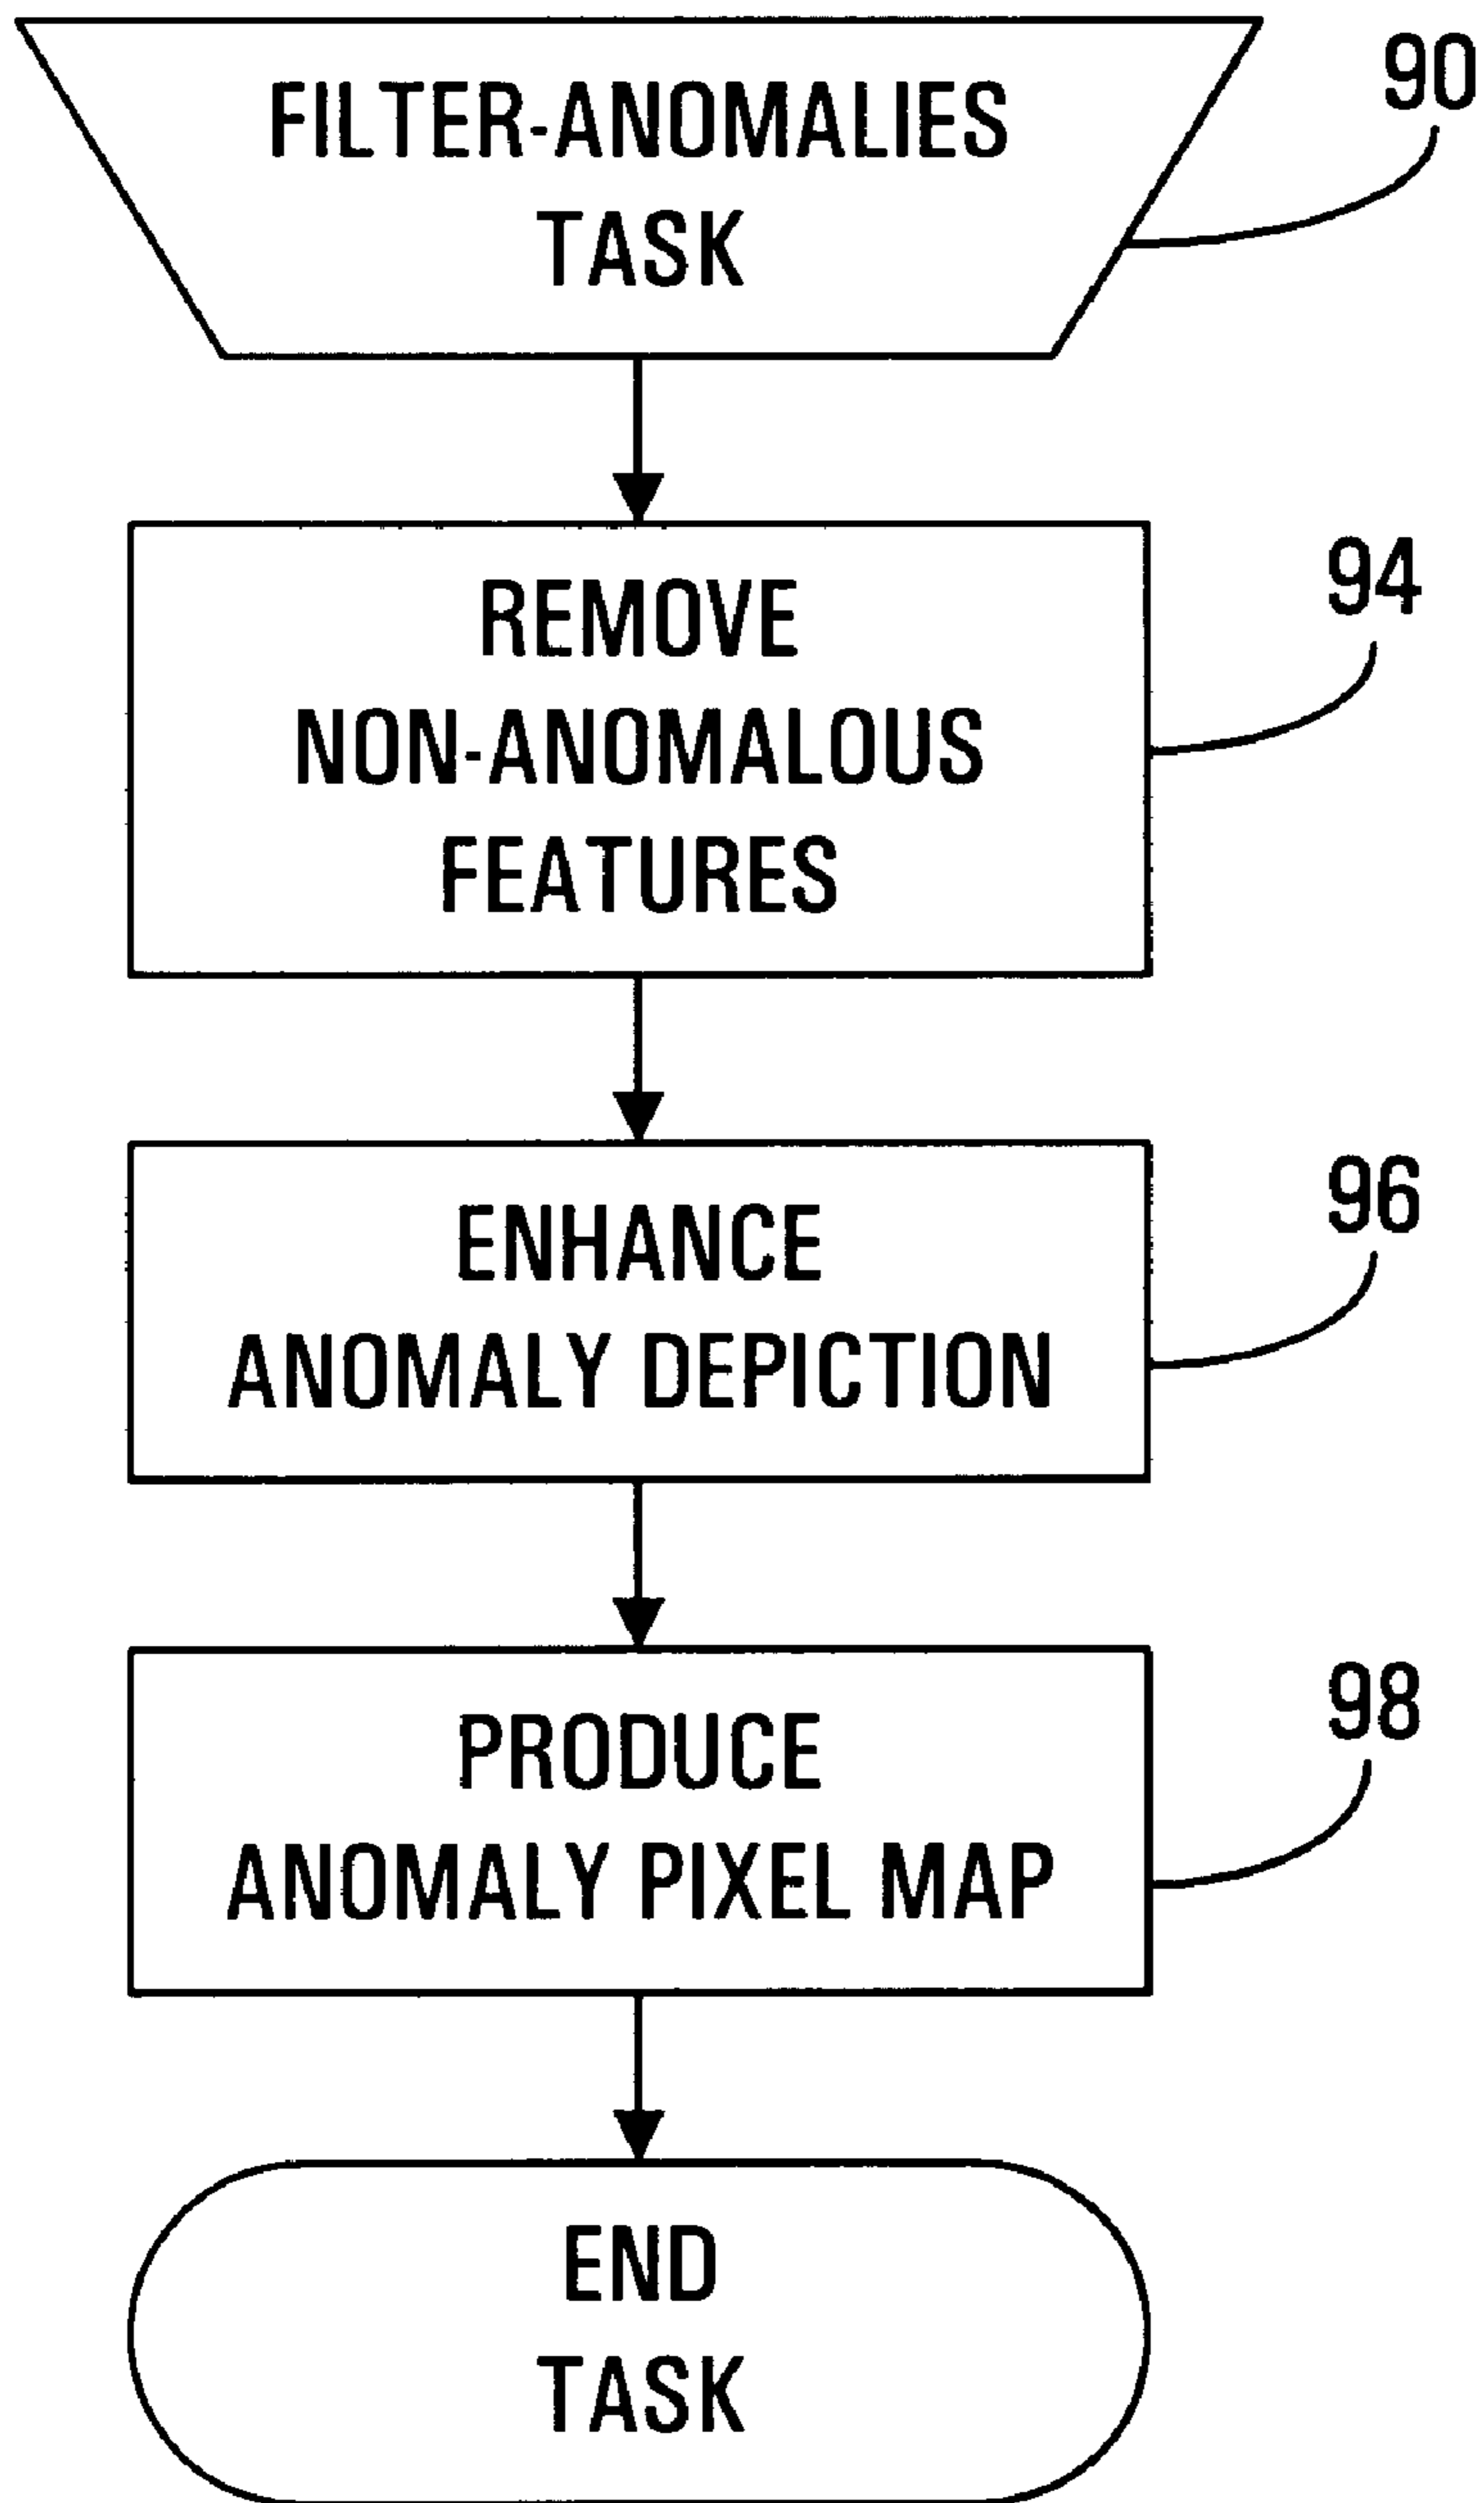 FILTER-ANOMALIES
TASK
90
REMOVE
NON-ANOMALOUS
FEATURES
94
ENHANCE
ANOMALY DEPICTION
96
PRODUCE
ANOMALY PIXEL MAP
98
END
TASK